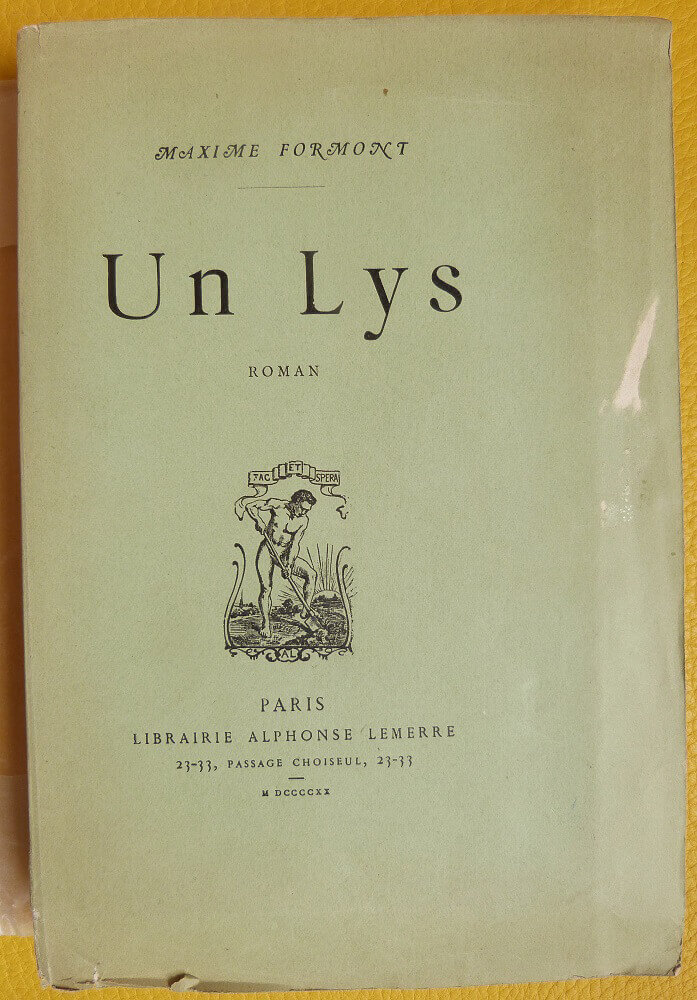 MAXIME FORMONT
Un Lys
ROMAN
FAC ET SPERA
AL
PARIS
LIBRAIRIE ALPHONSE LEMERRE
23-33, PASSAGE CHOISEUL, 23-33
M DCCCCXX